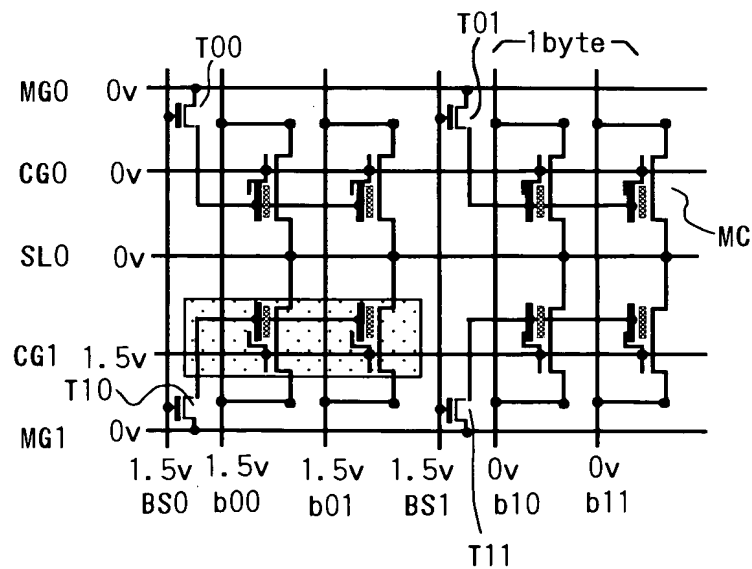 T00
T01
1byte
MG0 0v
CG0 0v
MC
SL0 0v
CG1 1.5v
T10
MG1 0v
1.5v 1.5v 1.5v 1.5v 0v 0v
BS0 b00 b01 BS1 b10 b11
T11